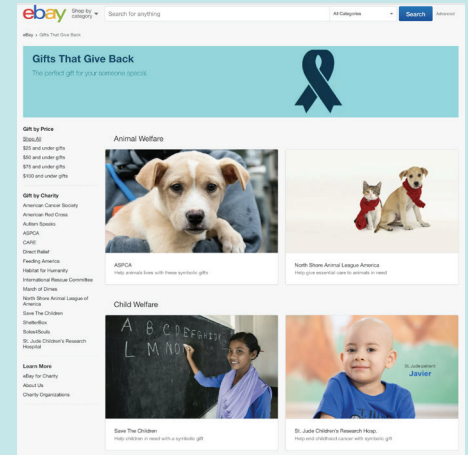 ebay Shop by category Search for anything All Categories Search Advanced
eBay > Gifts That Give Back
Gifts That Give Back
The perfect gift for your someone special.
Gift by Price
Shop All
$25 and under gifts
$50 and under gifts
$75 and under gifts
$100 and under gifts
Gift by Charity
American Cancer Society
American Red Cross
Autism Speaks
ASPCA
CARE
Direct Relief
Feeding America
Habitat for Humanity
International Rescue Committee
March of Dimes
North Shore Animal League of
America
Save The Children
ShelterBox
Soles4Souls
St. Jude Children's Research
Hospital
Learn More
eBay for Charity
About Us
Charity Organizations
Animal Welfare
ASPCA
Help animals lives with these symbolic gifts
North Shore Animal League America
Help give essential care to animals in need
Child Welfare
A B C D E F G H I J
L M N O
Save The Children
Help children in need with a symbolic gift
St. Jude patient
Javier
St. Jude Children's Research Hosp.
Help end childhood cancer with symbolic gift